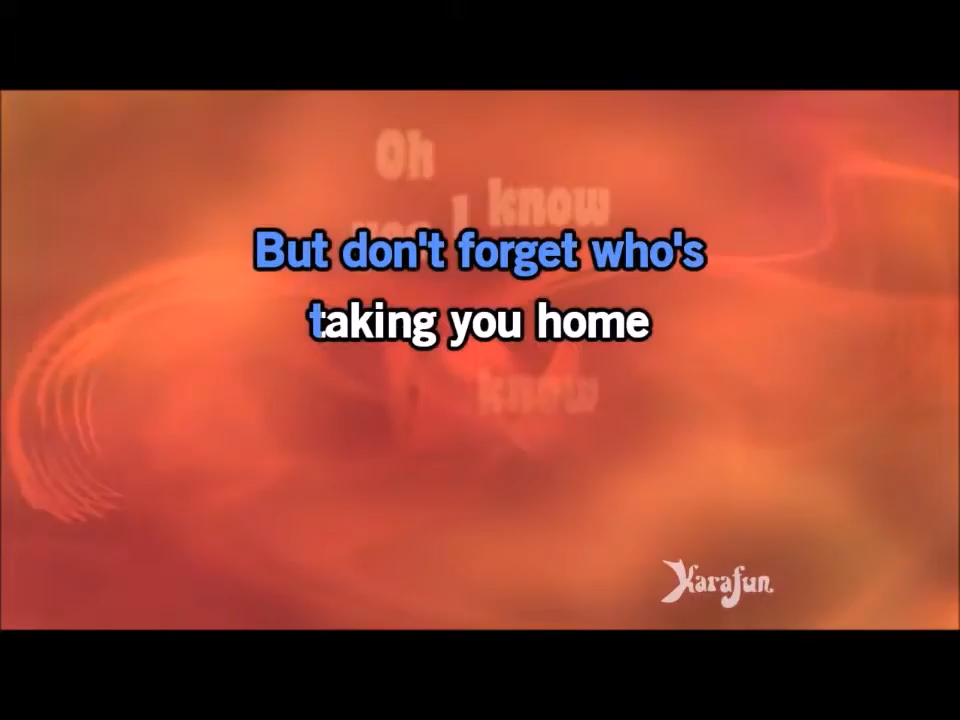 Oh
I know
But don't forget who's
taking you home
know
Karafun